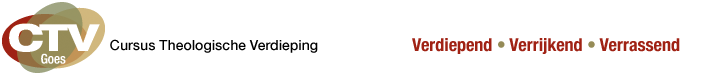 CTV
Goes
Cursus Theologische Verdieping
Verdiepend • Verrijkend • Verrassend